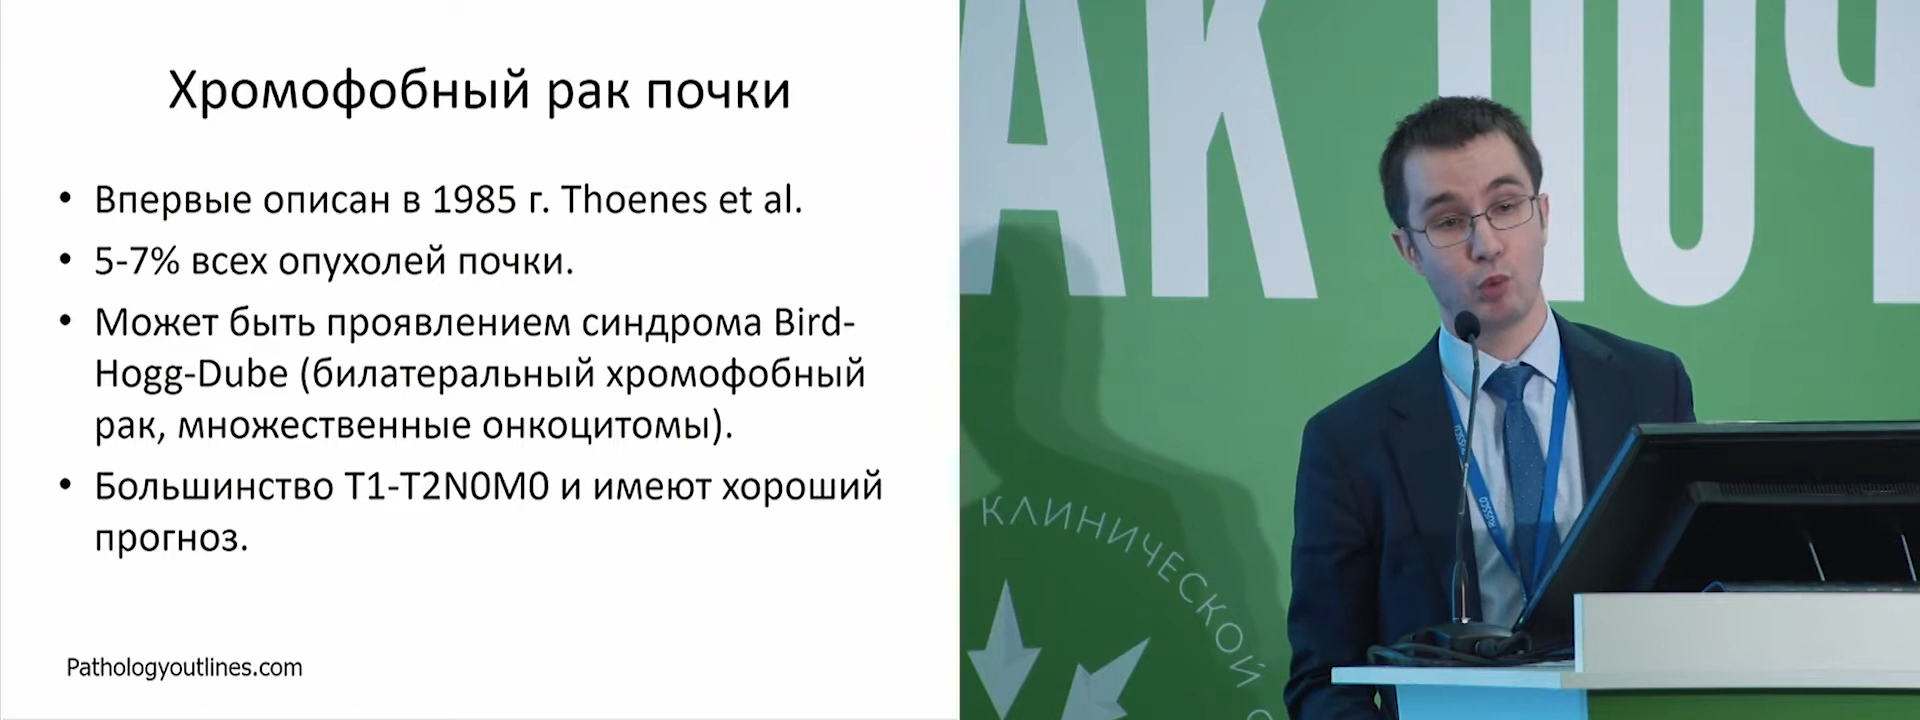 Хромофобный рак почки
• Впервые описан в 1985 г. Thoenes et al.
• 5-7% всех опухолей почки.
• Может быть проявлением синдрома Bird-
Hogg-Dube (билатеральный хромофобный
рак, множественные онкоцитомы).
• Большинство T1-T2N0M0 и имеют хороший
прогноз.
Pathologyoutlines.com
АК ПОЧ
КЛИНИЧЕСКОЙ О